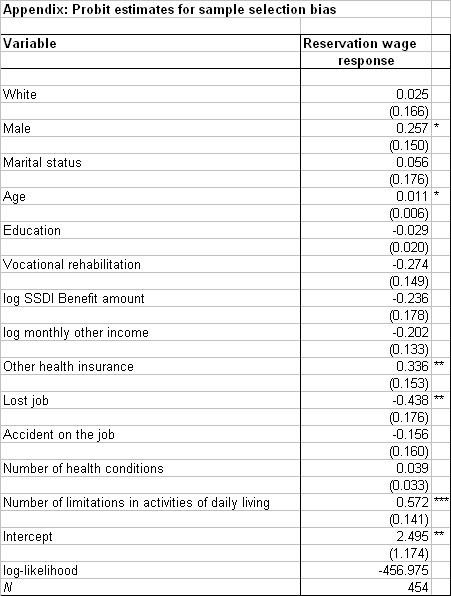 Appendix: Probit estimates for sample selection bias
Variable Reservation wage
response
White 0.025
(0.166)
Male 0.257 *
(0.150)
Marital status 0.056
(0.176)
Age 0.011 *
(0.006)
Education -0.029
(0.020)
Vocational rehabilitation -0.274
(0.149)
log SSDI Benefit amount -0.236
(0.178)
log monthly other income -0.202
(0.133)
Other health insurance 0.336 **
(0.153)
Lost job -0.438 **
(0.176)
Accident on the job -0.156
(0.160)
Number of health conditions 0.039
(0.033)
Number of limitations in activities of daily living 0.572 ***
(0.141)
Intercept 2.495 **
(1.174)
log-likelihood -456.975
N 454